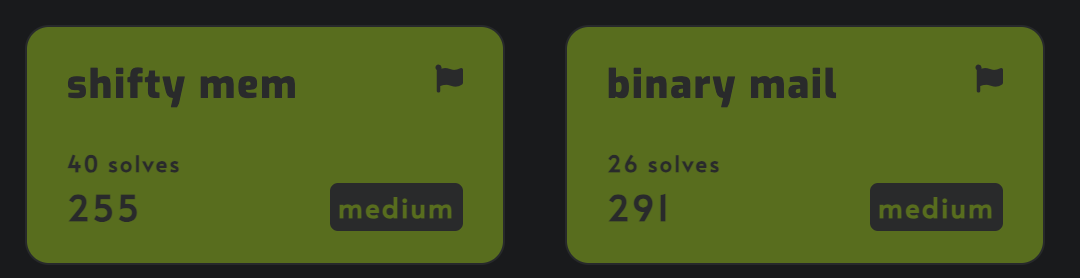 shifty mem
40 solves
255
medium
binary mail
26 solves
291
medium